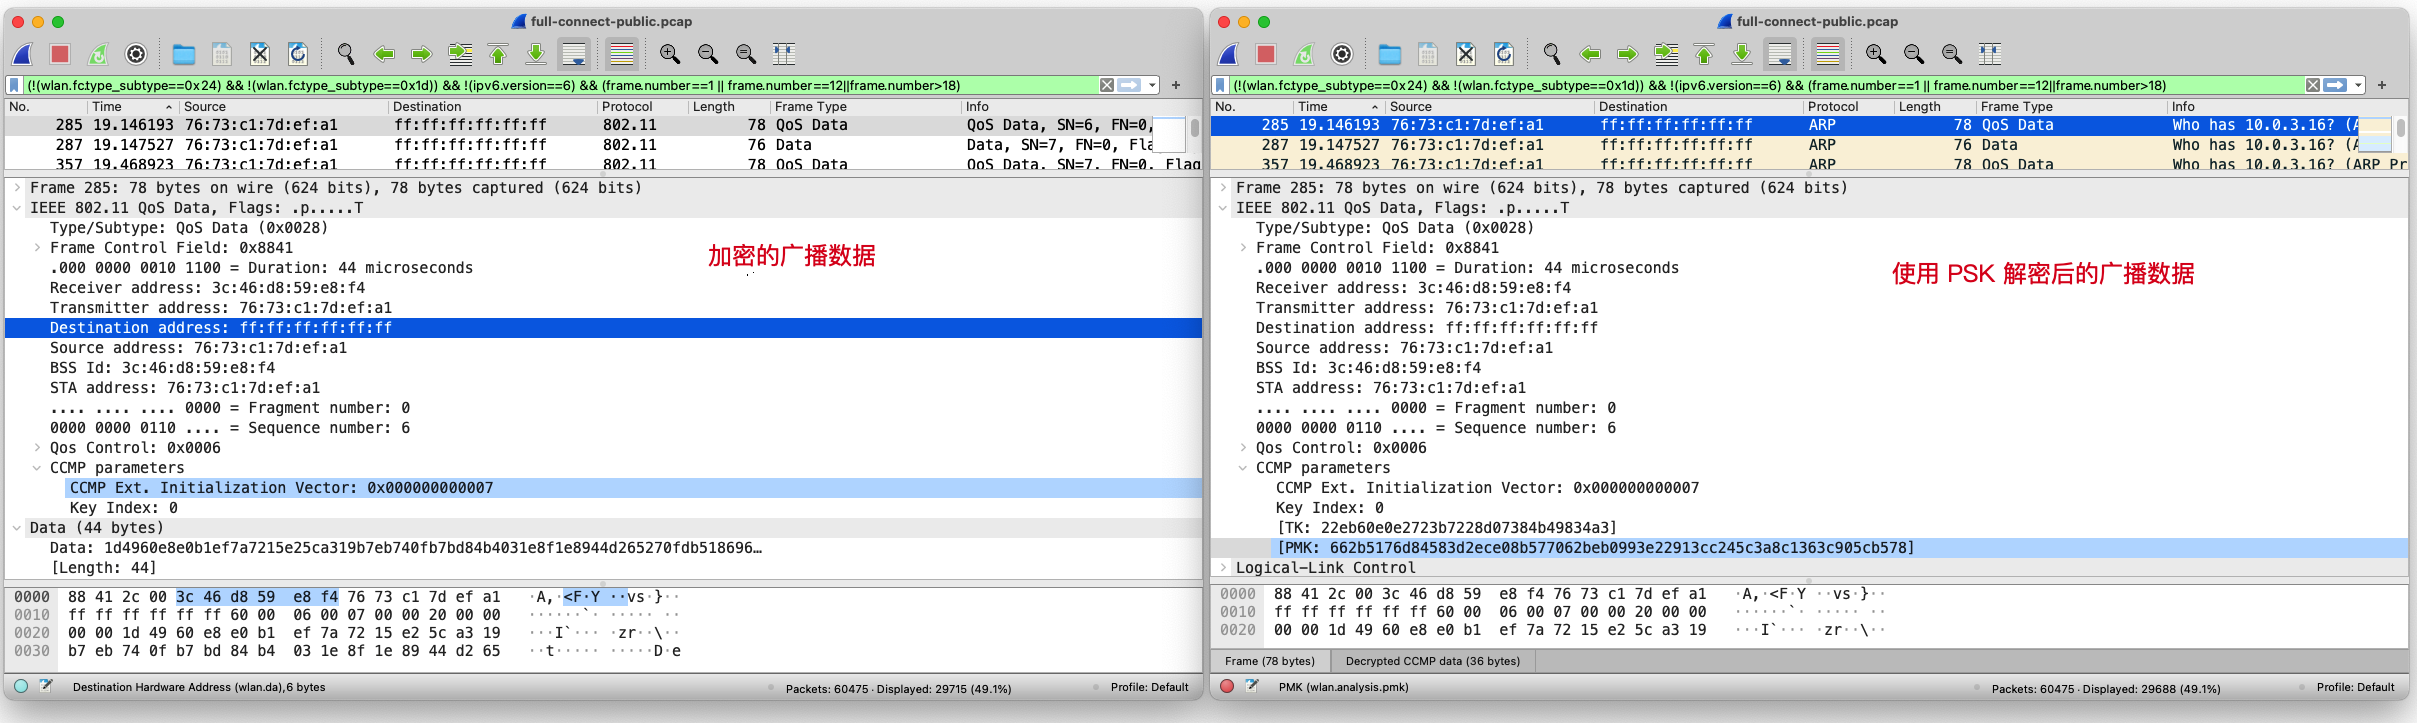 full-connect-public.pcap
(!(wlan.fc.type_subtype==0x24) && !(wlan.fc.type_subtype==0x1d)) && !(ipv6.version==6) && (frame.number==1 || frame.number==12||frame.number>18)
No. Time Source Destination Protocol Length Frame Type Info
285 19.146193 76:73:c1:7d:ef:a1 ff:ff:ff:ff:ff:ff 802.11 78 QoS Data QoS Data, SN=6, FN=0,
287 19.147527 76:73:c1:7d:ef:a1 ff:ff:ff:ff:ff:ff 802.11 76 Data Data, SN=7, FN=0, Fla
357 19.468923 76:73:c1:7d:ef:a1 ff:ff:ff:ff:ff:ff 802.11 78 QoS Data QoS Data, SN=7, FN=0, Flag
Frame 285: 78 bytes on wire (624 bits), 78 bytes captured (624 bits)
IEEE 802.11 QoS Data, Flags: .p.....T
Type/Subtype: QoS Data (0x0028)
Frame Control Field: 0x8841
加密的广播数据
.000 0000 0010 1100 = Duration: 44 microseconds
Receiver address: 3c:46:d8:59:e8:f4
Transmitter address: 76:73:c1:7d:ef:a1
Destination address: ff:ff:ff:ff:ff:ff
Source address: 76:73:c1:7d:ef:a1
BSS Id: 3c:46:d8:59:e8:f4
STA address: 76:73:c1:7d:ef:a1
.... .... .... 0000 = Fragment number: 0
0000 0000 0110 .... = Sequence number: 6
Qos Control: 0x0006
CCMP parameters
CCMP Ext. Initialization Vector: 0x000000000007
Key Index: 0
Data (44 bytes)
Data: 1d4960e8e0b1ef7a7215e25ca319b7eb740fb7bd84b4031e8f1e8944d265270fdb518696…
[Length: 44]
0000 88 41 2c 00 3c 46 d8 59 e8 f4 76 73 c1 7d ef a1 ·A,·<F·Y ··vs·}··
0010 ff ff ff ff ff ff 60 00 06 00 07 00 00 20 00 00 ······`· ····· ··
0020 00 00 1d 49 60 e8 e0 b1 ef 7a 72 15 e2 5c a3 19 ···I`··· ·zr··\··
0030 b7 eb 74 0f b7 bd 84 b4 03 1e 8f 1e 89 44 d2 65 ··t····· ·····D·e
Destination Hardware Address (wlan.da), 6 bytes
Packets: 60475 · Displayed: 29715 (49.1%)
Profile: Default
full-connect-public.pcap
(!(wlan.fc.type_subtype==0x24) && !(wlan.fc.type_subtype==0x1d)) && !(ipv6.version==6) && (frame.number==1 || frame.number==12||frame.number>18)
No. Time Source Destination Protocol Length Frame Type Info
285 19.146193 76:73:c1:7d:ef:a1 ff:ff:ff:ff:ff:ff ARP 78 QoS Data Who has 10.0.3.16? (A
287 19.147527 76:73:c1:7d:ef:a1 ff:ff:ff:ff:ff:ff ARP 76 Data Who has 10.0.3.16? (A
357 19.468923 76:73:c1:7d:ef:a1 ff:ff:ff:ff:ff:ff ARP 78 QoS Data Who has 10.0.3.16? (ARP Pr
Frame 285: 78 bytes on wire (624 bits), 78 bytes captured (624 bits)
IEEE 802.11 QoS Data, Flags: .p.....T
Type/Subtype: QoS Data (0x0028)
Frame Control Field: 0x8841
.000 0000 0010 1100 = Duration: 44 microseconds
使用 PSK 解密后的广播数据
Receiver address: 3c:46:d8:59:e8:f4
Transmitter address: 76:73:c1:7d:ef:a1
Destination address: ff:ff:ff:ff:ff:ff
Source address: 76:73:c1:7d:ef:a1
BSS Id: 3c:46:d8:59:e8:f4
STA address: 76:73:c1:7d:ef:a1
.... .... .... 0000 = Fragment number: 0
0000 0000 0110 .... = Sequence number: 6
Qos Control: 0x0006
CCMP parameters
CCMP Ext. Initialization Vector: 0x000000000007
Key Index: 0
[TK: 22eb60e0e2723b7228d07384b49834a3]
[PMK: 662b5176d84583d2ece08b577062beb0993e22913cc245c3a8c1363c905cb578]
Logical-Link Control
0000 88 41 2c 00 3c 46 d8 59 e8 f4 76 73 c1 7d ef a1 ·A,·<F·Y ··vs·}··
0010 ff ff ff ff ff ff 60 00 06 00 07 00 00 20 00 00 ······`· ····· ··
0020 00 00 1d 49 60 e8 e0 b1 ef 7a 72 15 e2 5c a3 19 ···I`··· ·zr··\··
Frame (78 bytes) Decrypted CCMP data (36 bytes)
PMK (wlan.analysis.pmk)
Packets: 60475 · Displayed: 29688 (49.1%)
Profile: Default